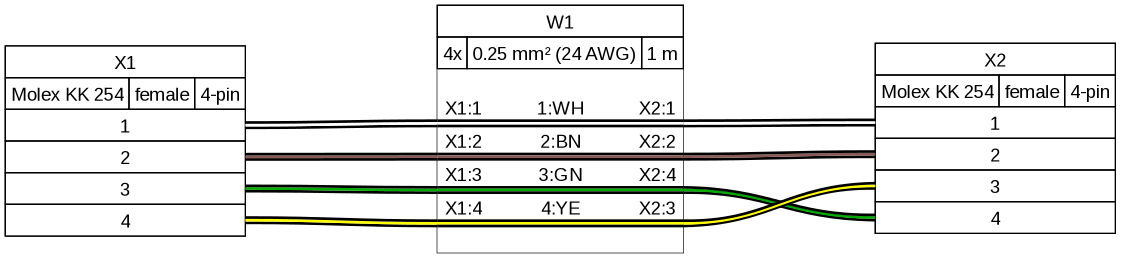 W1
4x 0.25 mm² (24 AWG) 1 m
X1
Molex KK 254 female 4-pin
1
2
3
4
X1:1 1:WH X2:1
X1:2 2:BN X2:2
X1:3 3:GN X2:4
X1:4 4:YE X2:3
X2
Molex KK 254 female 4-pin
1
2
3
4